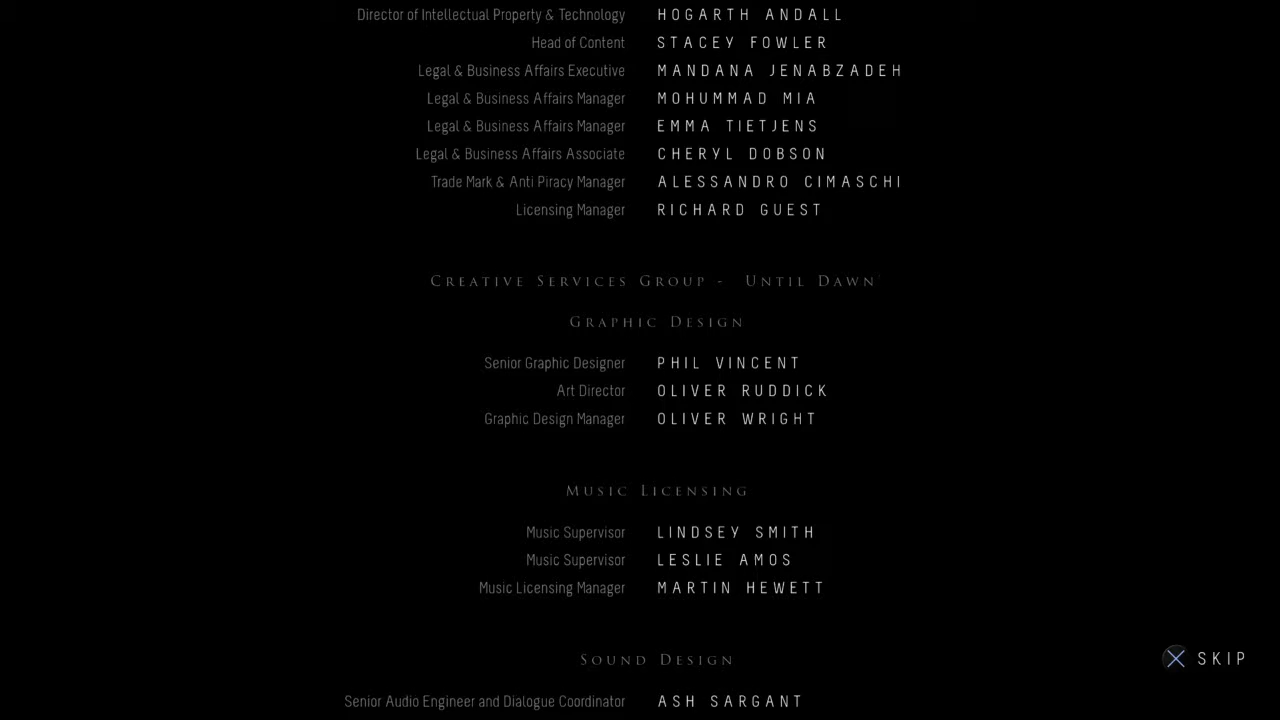 Director of Intellectual Property & Technology HOGARTH ANDALL
Head of Content STACEY FOWLER
Legal & Business Affairs Executive MANDANA JENABZADEH
Legal & Business Affairs Manager MOHUMMAD MIA
Legal & Business Affairs Manager EMMA TIETJENS
Legal & Business Affairs Associate CHERYL DOBSON
Trade Mark & Anti Piracy Manager ALESSANDRO CIMASCHI
Licensing Manager RICHARD GUEST
Creative Services Group - Until Dawn
Graphic Design
Senior Graphic Designer PHIL VINCENT
Art Director OLIVER RUDDICK
Graphic Design Manager OLIVER WRIGHT
Music Licensing
Music Supervisor LINDSEY SMITH
Music Supervisor LESLIE AMOS
Music Licensing Manager MARTIN HEWETT
SKIP
Sound Design
Senior Audio Engineer and Dialogue Coordinator ASH SARGANT